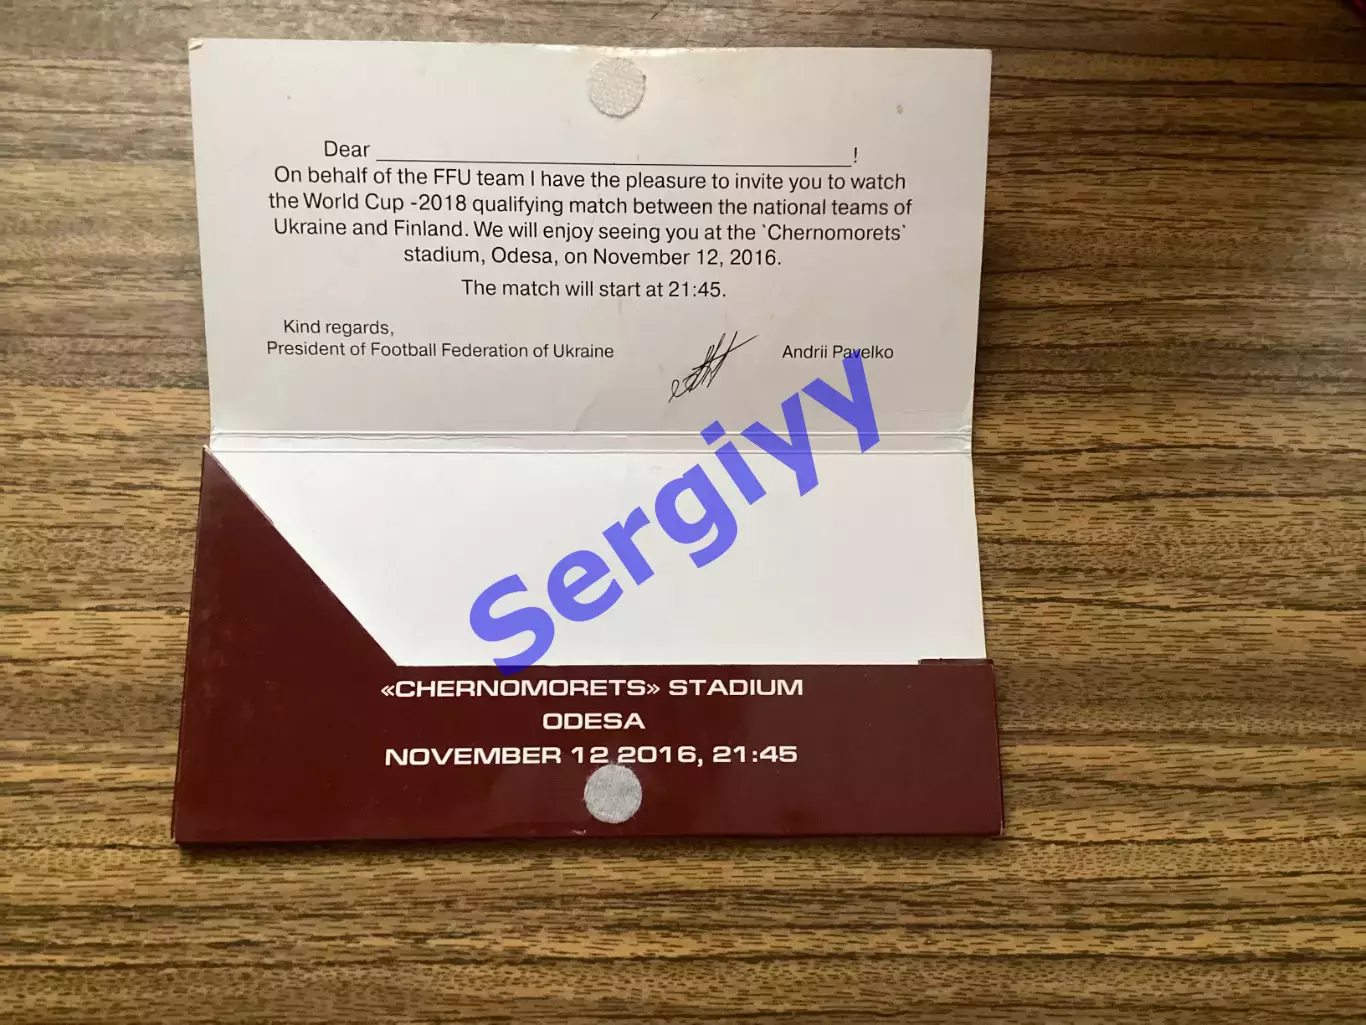 Dear ________________________________________!
On behalf of the FFU team I have the pleasure to invite you to watch
the World Cup -2018 qualifying match between the national teams of
Ukraine and Finland. We will enjoy seeing you at the `Chernomorets`
stadium, Odesa, on November 12, 2016.
The match will start at 21:45.
Kind regards,
President of Football Federation of Ukraine Andrii Pavelko
Sergiyy
«CHERNOMORETS» STADIUM
ODESA
NOVEMBER 12 2016, 21:45